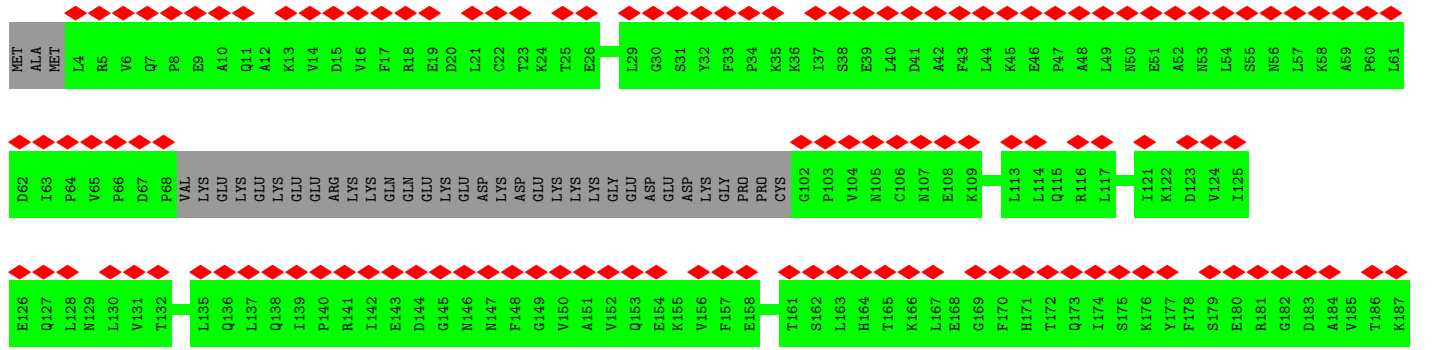 MET ALA MET L4 R5 V6 Q7 P8 E9 A10 Q11 A12 K13 V14 D15 V16 F17 R18 E19 D20 L21 C22 T23 K24 T25 E26 L29 G30 S31 Y32 F33 P34 K35 K36 I37 S38 E39 L40 D41 A42 F43 L44 K45 E46 P47 A48 L49 N50 E51 A52 N53 L54 S55 N56 L57 K58 A59 P60 L61
D62 I63 P64 V65 P66 D67 P68 VAL LYS GLU LYS GLU LYS GLU GLU ARG LYS LYS GLN GLN GLU LYS GLU ASP LYS ASP GLU LYS LYS LYS GLY GLU ASP GLU ASP LYS GLY PRO PRO CYS G102 P103 V104 N105 C106 N107 E108 K109 L113 L114 Q115 R116 L117 I121 K122 D123 V124 I125
E126 Q127 L128 N129 L130 V131 T132 L135 Q136 L137 Q138 I139 P140 R141 I142 E143 D144 G145 N146 N147 F148 G149 V150 A151 V152 Q153 E154 K155 V156 F157 E158 T161 S162 L163 H164 T165 K166 L167 E168 G169 F170 H171 T172 Q173 I174 S175 K176 Y177 F178 S179 E180 R181 G182 D183 A184 V185 T186 K187